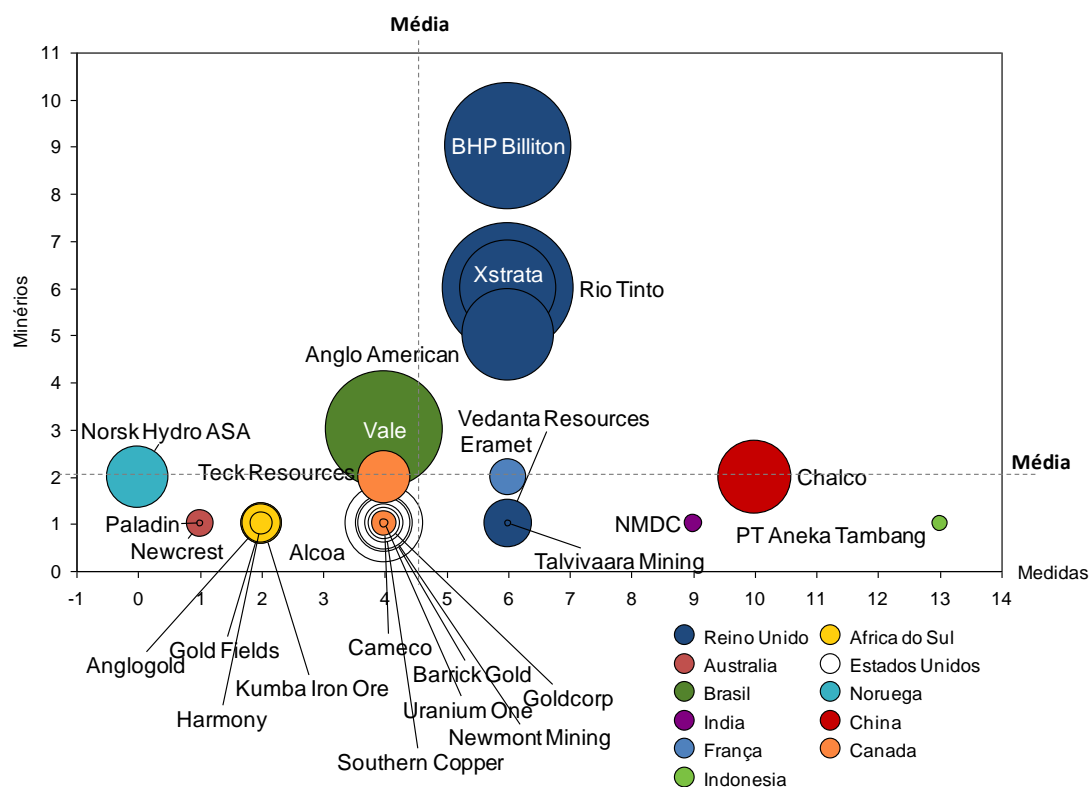 Média
11
10
9
8
7
6
5
4
3
2
1
0
Minérios
BHP Billiton
Xstrata
Rio Tinto
Anglo American
Vale
Norsk Hydro ASA
Teck Resources
Vedanta Resources
Eramet
Média
Chalco
Paladin
Newcrest
Alcoa
NMDC
PT Aneka Tambang
Talvivaara Mining
Medidas
-1 0 1 2 3 4 5 6 7 8 9 10 11 12 13 14
Anglogold
Gold Fields
Kumba Iron Ore
Harmony
Cameco
Barrick Gold
Goldcorp
Uranium One
Newmont Mining
Southern Copper
Reino Unido
Australia
Brasil
India
França
Indonesia
Africa do Sul
Estados Unidos
Noruega
China
Canada